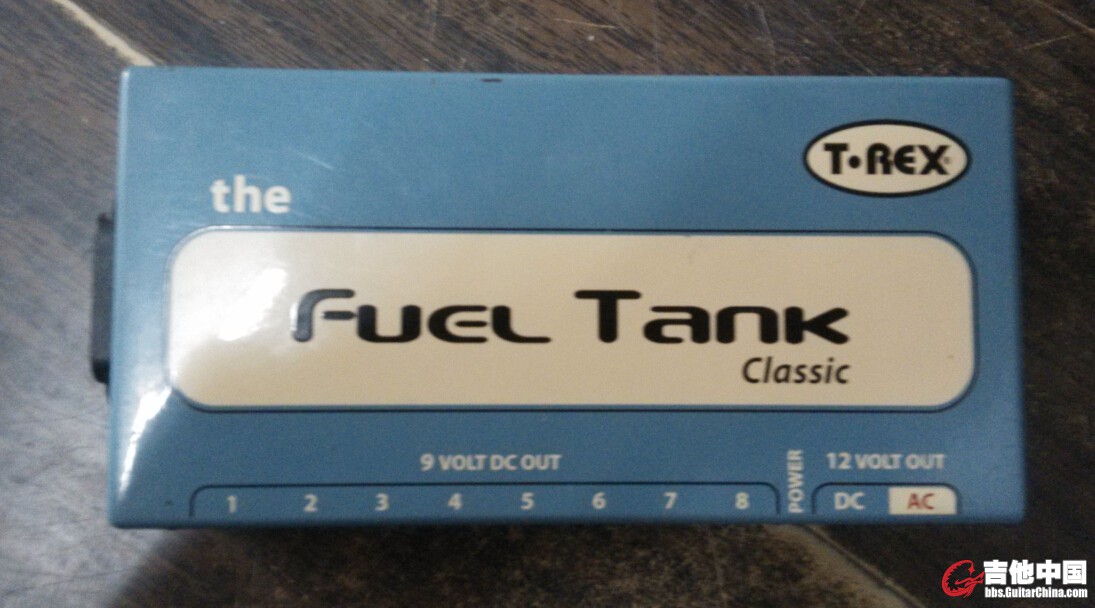 T•REX®
the
Fuel Tank
Classic
9 VOLT DC OUT
1 2 3 4 5 6 7 8
POWER
12 VOLT OUT
DC AC
吉他中国
bbs.GuitarChina.com